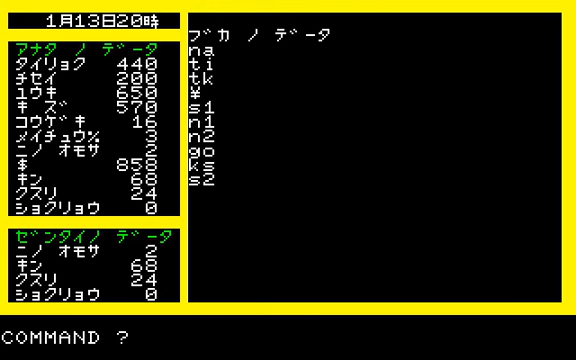 1月13日20時
アナタ ノ データ
タイリョク 440
チセイ 200
ユウキ 650
キズ 570
コウゲキ 16
メイチュウ% 3
ニノ オモサ 2
$ 858
キン 68
クスリ 24
ショクリョウ 0
ゼンタイノ データ
ニノ オモサ 2
キン 68
クスリ 24
ショクリョウ 0
ブカ ノ データ
na
ti
tk
¥
s1
n1
n2
go
ks
s2
COMMAND ?